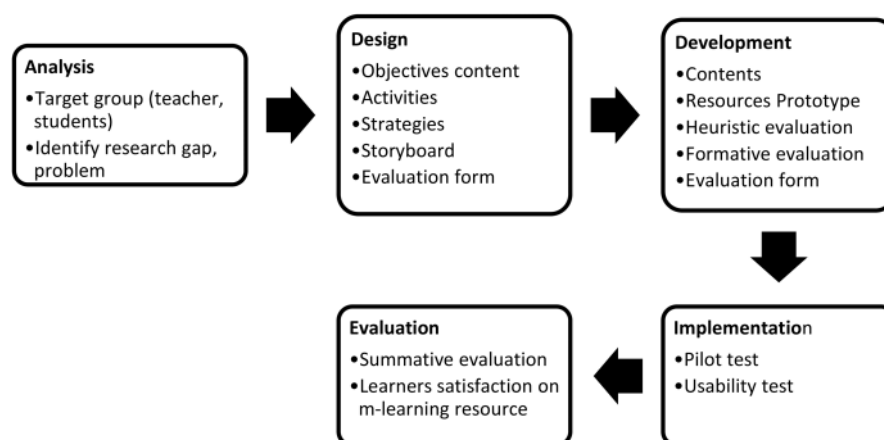 Analysis
•Target group (teacher,
students)
•Identify research gap,
problem
Design
•Objectives content
•Activities
•Strategies
•Storyboard
•Evaluation form
Development
•Contents
•Resources Prototype
•Heuristic evaluation
•Formative evaluation
•Evaluation form
Implementation
•Pilot test
•Usability test
Evaluation
•Summative evaluation
•Learners satisfaction on
m-learning resource